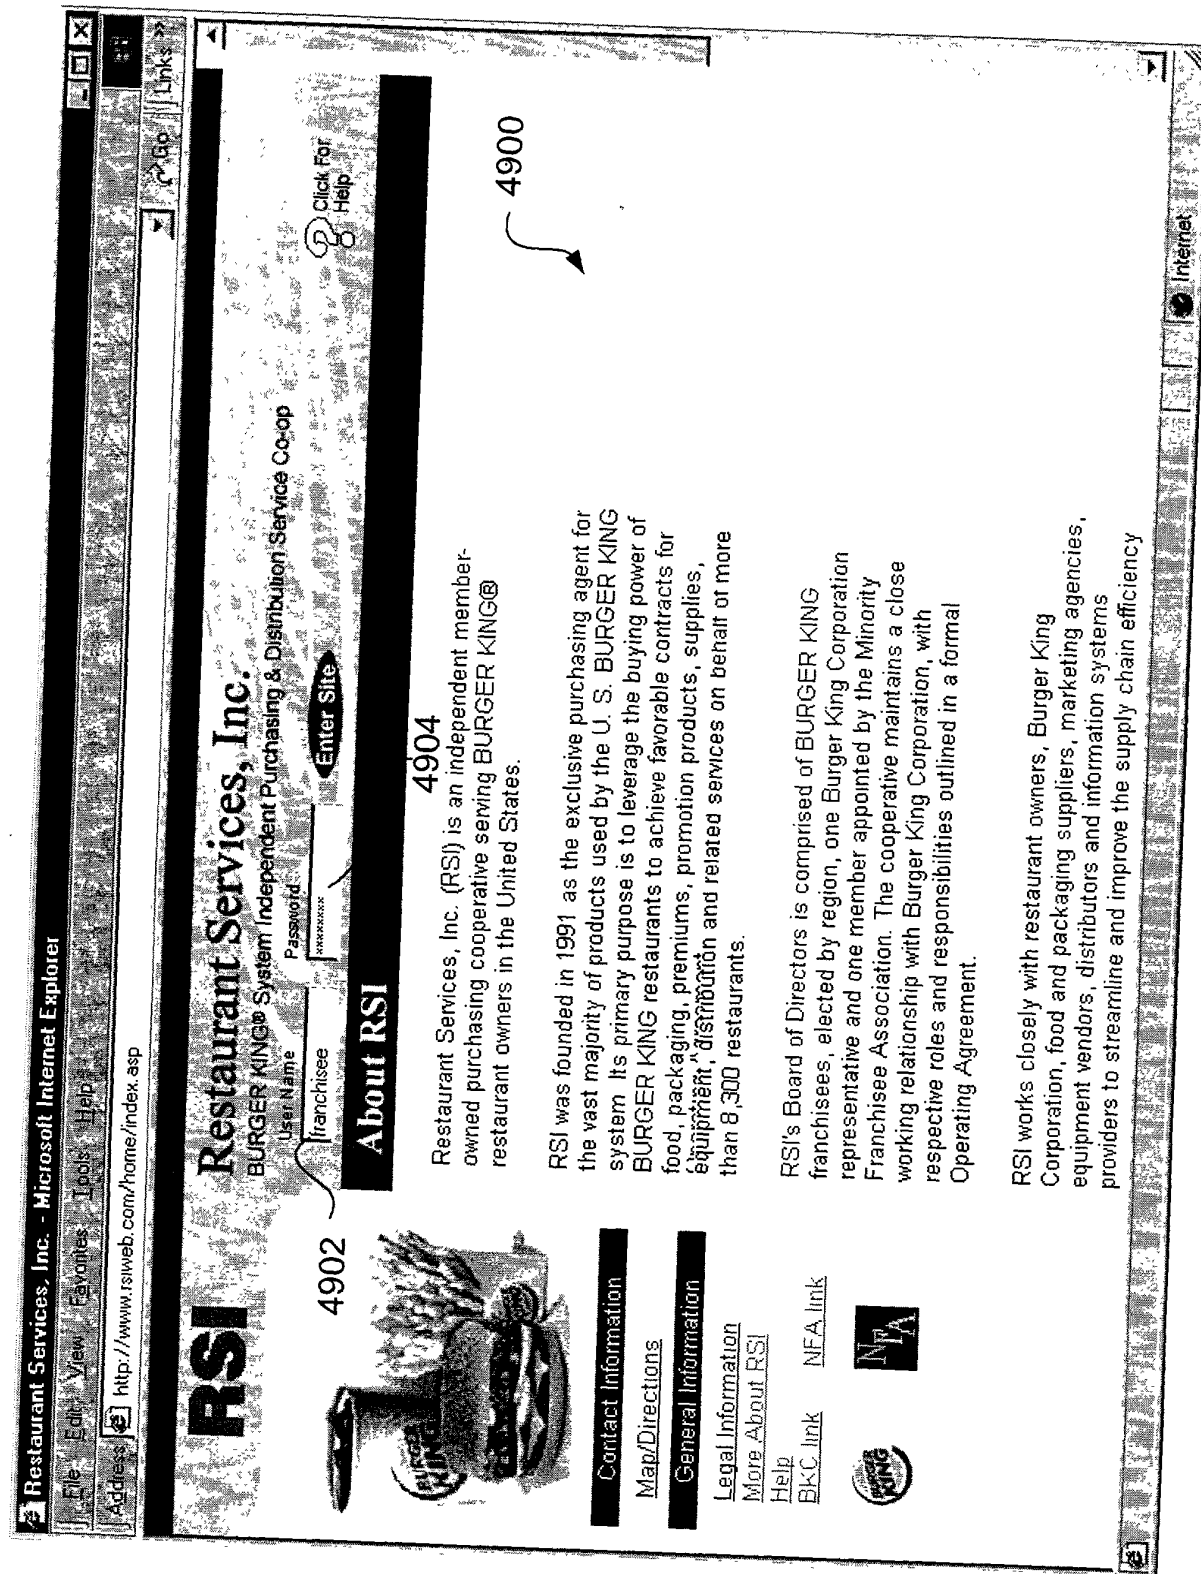 Restaurant Services, Inc. - Microsoft Internet Explorer
File Edit View Favorites Tools Help
Address http://www.rsiweb.com/home/index.asp Go Links »
RSI
Restaurant Services, Inc.
BURGER KING® System Independent Purchasing & Distribution Service Co-op
User Name Password
franchisee xxxxxxxx Enter Site
Click For
Help
4902
4904
4900
About RSI
BURGER
KING
Contact Information
Map/Directions
General Information
Legal Information
More About RSI
Help
BKC link NFA link
BURGER
KING
NFA
Restaurant Services, Inc. (RSI) is an independent member-
owned purchasing cooperative serving BURGER KING®
restaurant owners in the United States.
RSI was founded in 1991 as the exclusive purchasing agent for
the vast majority of products used by the U. S. BURGER KING
system. Its primary purpose is to leverage the buying power of
BURGER KING restaurants to achieve favorable contracts for
food, packaging, premiums, promotion products, supplies,
equipment, distribution and related services on behalf of more
than 8,300 restaurants.
RSI's Board of Directors is comprised of BURGER KING
franchisees, elected by region, one Burger King Corporation
representative and one member appointed by the Minority
Franchisee Association. The cooperative maintains a close
working relationship with Burger King Corporation, with
respective roles and responsibilities outlined in a formal
Operating Agreement.
RSI works closely with restaurant owners, Burger King
Corporation, food and packaging suppliers, marketing agencies,
equipment vendors, distributors and information systems
providers to streamline and improve the supply chain efficiency
Internet